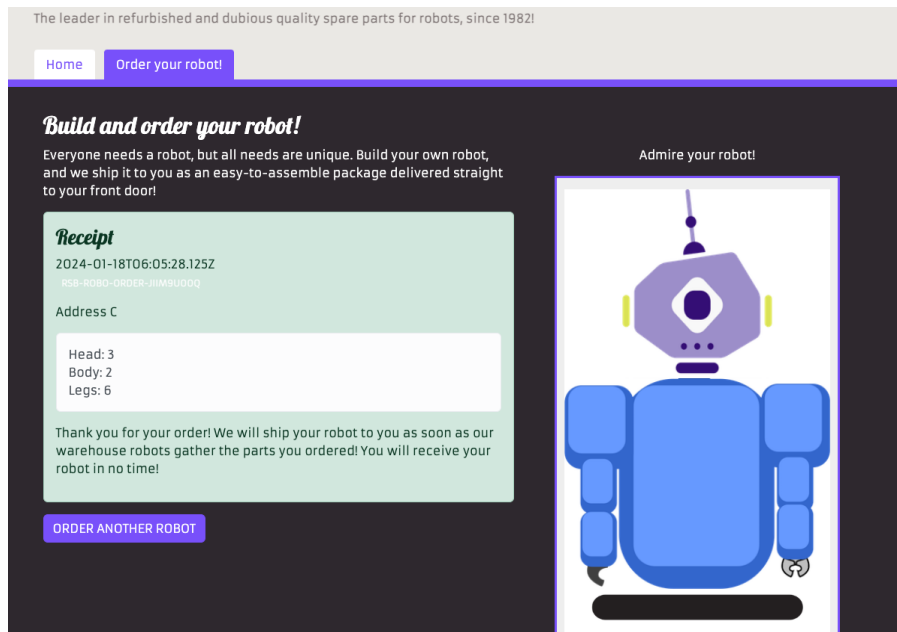 The leader in refurbished and dubious quality spare parts for robots, since 1982!
Home
Order your robot!
Build and order your robot!
Everyone needs a robot, but all needs are unique. Build your own robot,
and we ship it to you as an easy-to-assemble package delivered straight
to your front door!
Receipt
2024-01-18T06:05:28.125Z
Address C
Head: 3
Body: 2
Legs: 6
Thank you for your order! We will ship your robot to you as soon as our
warehouse robots gather the parts you ordered! You will receive your
robot in no time!
ORDER ANOTHER ROBOT
Admire your robot!